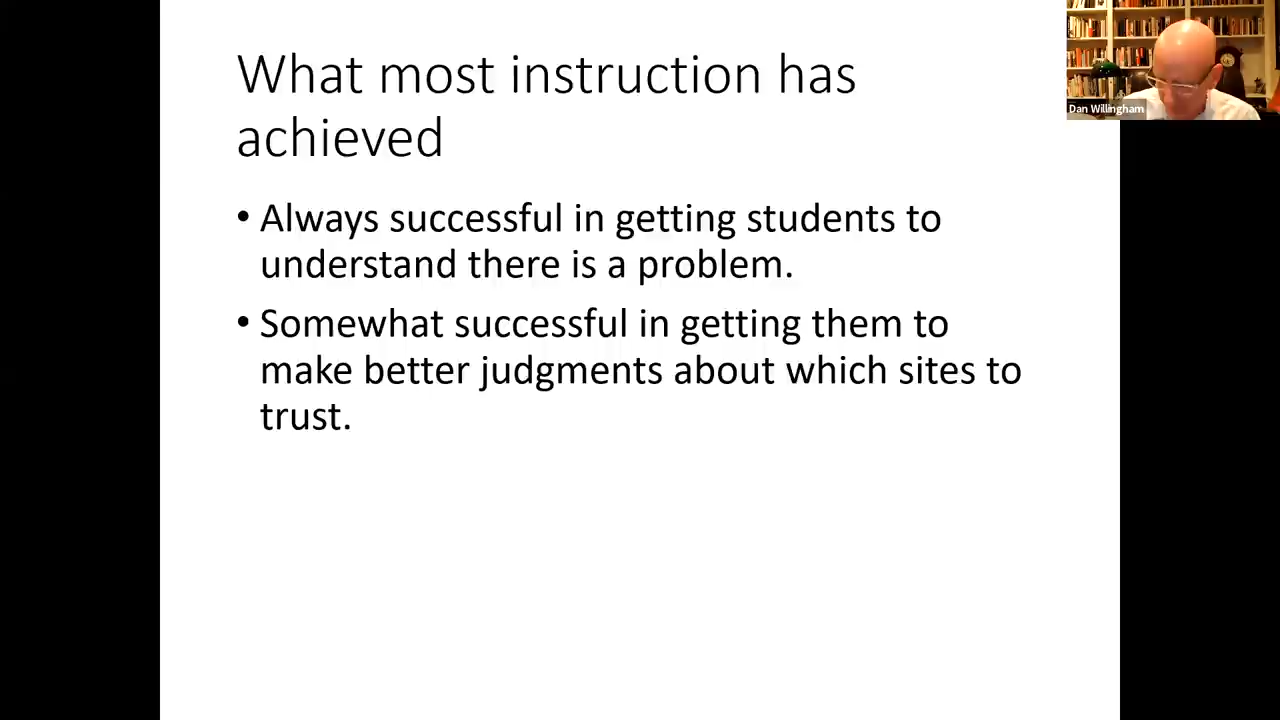 What most instruction has
achieved
• Always successful in getting students to
understand there is a problem.
• Somewhat successful in getting them to
make better judgments about which sites to
trust.
Dan Willingham